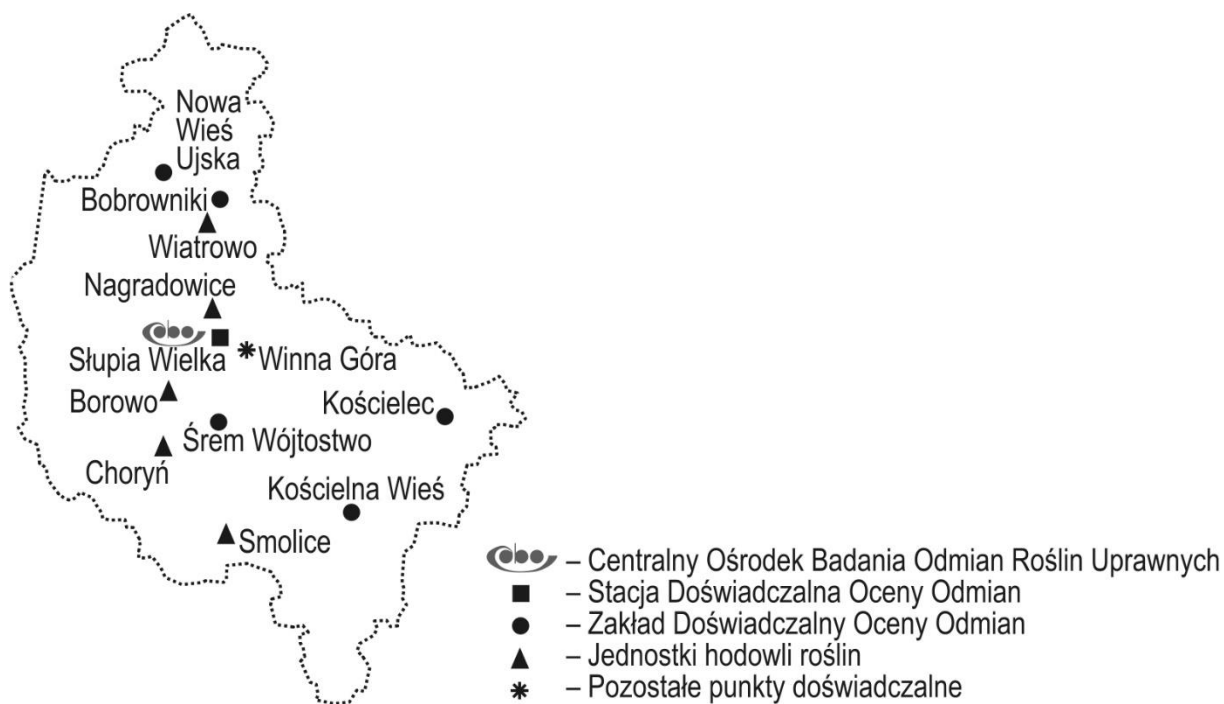 Nowa
Wieś
Ujska
Bobrowniki
Wiatrowo
Nagradowice
Słupia Wielka
Winna Góra
Borowo
Kościelec
Śrem Wójtostwo
Choryń
Kościelna Wieś
Smolice
– Centralny Ośrodek Badania Odmian Roślin Uprawnych
– Stacja Doświadczalna Oceny Odmian
– Zakład Doświadczalny Oceny Odmian
– Jednostki hodowli roślin
– Pozostałe punkty doświadczalne